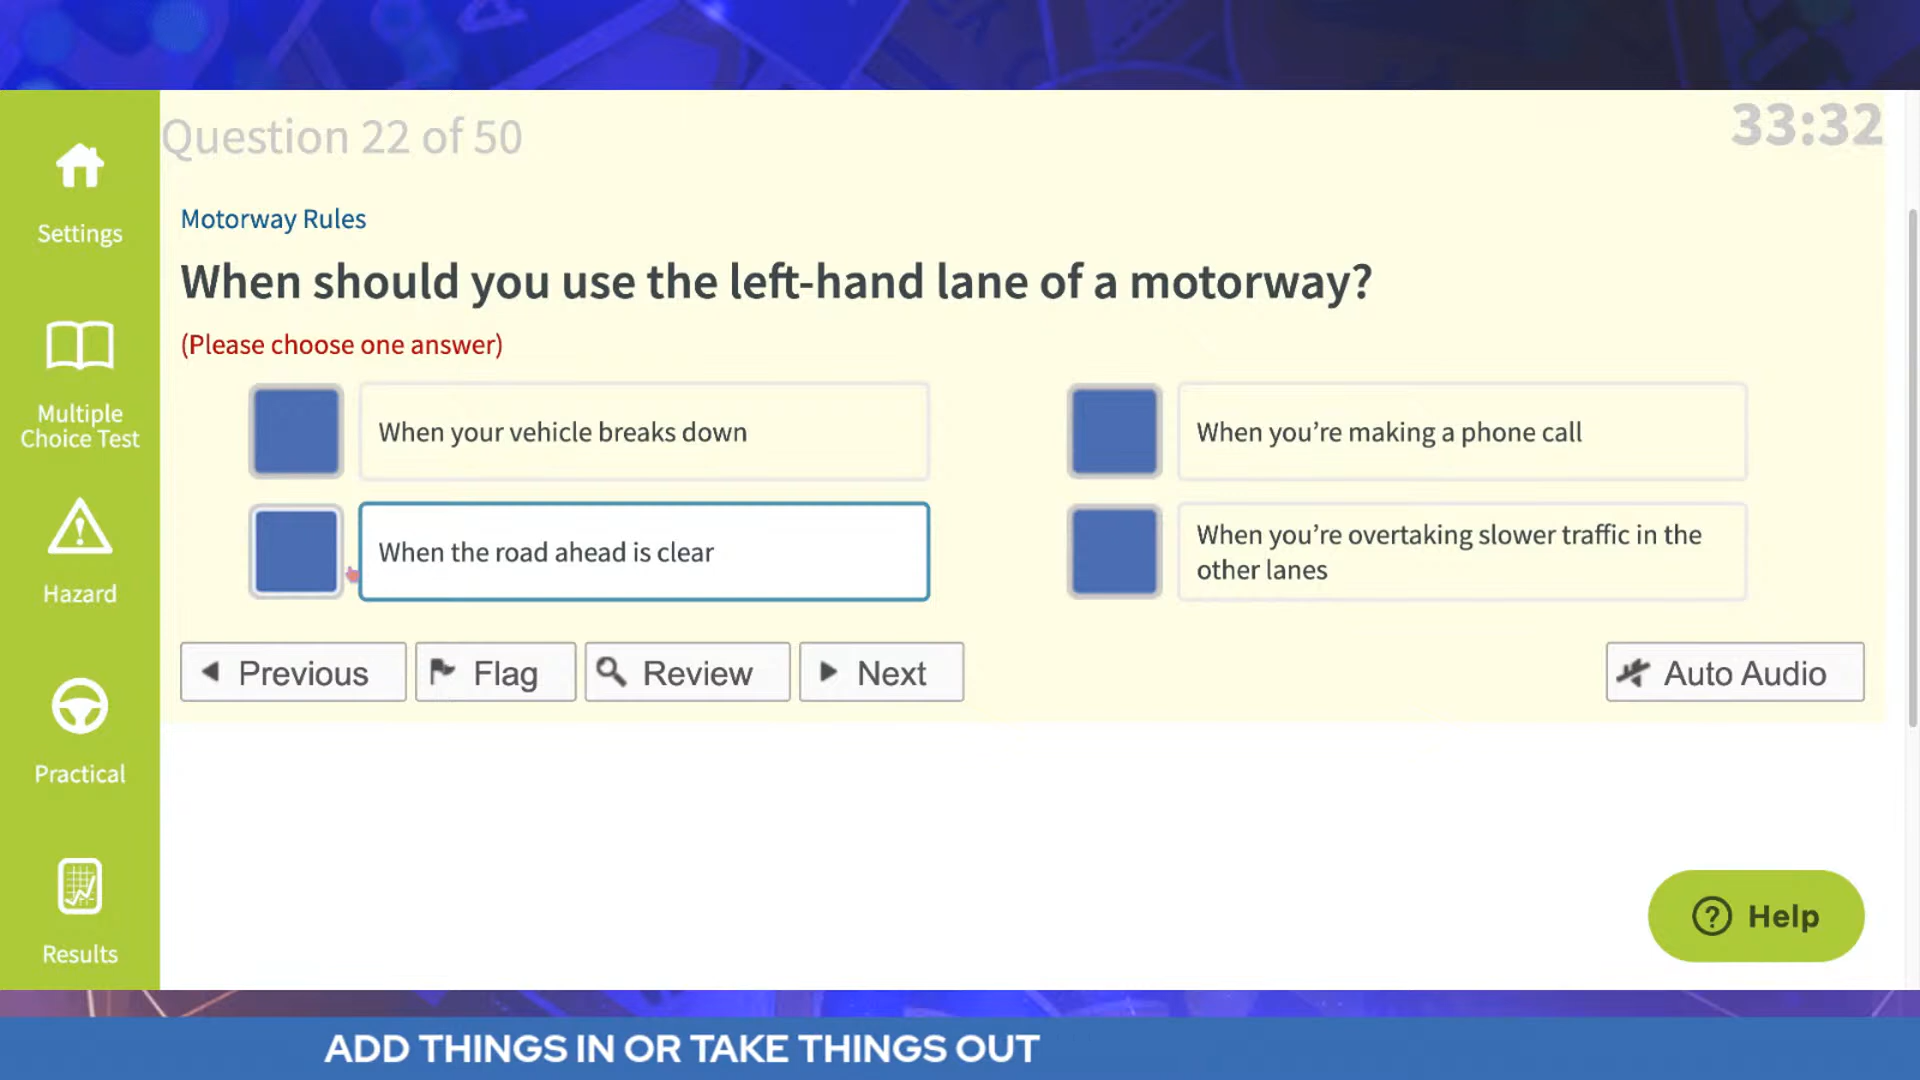 Question 22 of 50
33:32
Settings
Motorway Rules
When should you use the left-hand lane of a motorway?
(Please choose one answer)
Multiple
Choice Test
When your vehicle breaks down
When you’re making a phone call
When the road ahead is clear
When you’re overtaking slower traffic in the
other lanes
Hazard
Previous
Flag
Review
Next
Auto Audio
Practical
Results
Help
ADD THINGS IN OR TAKE THINGS OUT